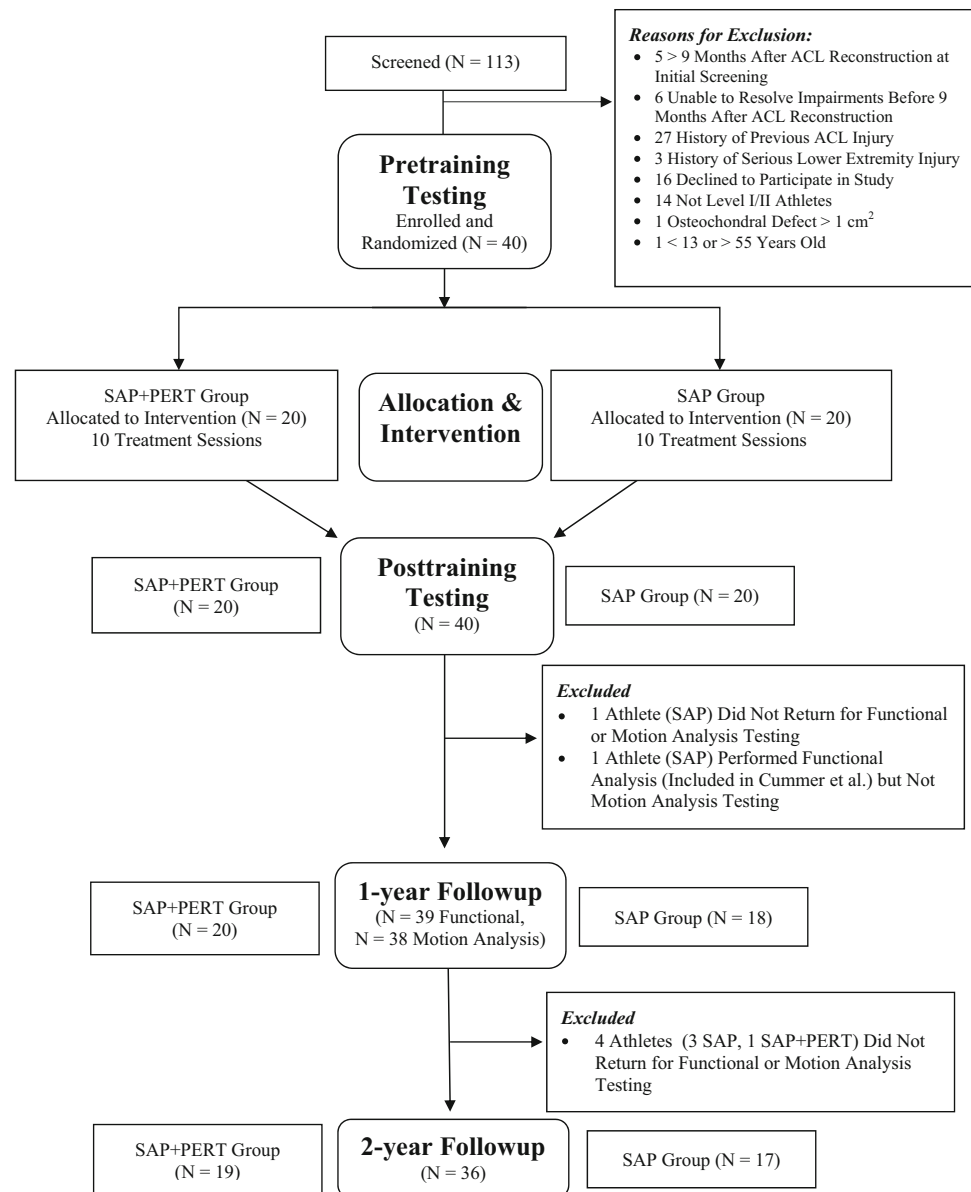 Screened (N = 113)
Reasons for Exclusion:
• 5 > 9 Months After ACL Reconstruction at
Initial Screening
• 6 Unable to Resolve Impairments Before 9
Months After ACL Reconstruction
• 27 History of Previous ACL Injury
• 3 History of Serious Lower Extremity Injury
• 16 Declined to Participate in Study
• 14 Not Level I/II Athletes
• 1 Osteochondral Defect > 1 cm²
• 1 < 13 or > 55 Years Old
Pretraining
Testing
Enrolled and
Randomized (N = 40)
SAP+PERT Group
Allocated to Intervention (N = 20)
10 Treatment Sessions
Allocation &
Intervention
SAP Group
Allocated to Intervention (N = 20)
10 Treatment Sessions
SAP+PERT Group
(N = 20)
Posttraining
Testing
(N = 40)
SAP Group (N = 20)
Excluded
• 1 Athlete (SAP) Did Not Return for Functional
or Motion Analysis Testing
• 1 Athlete (SAP) Performed Functional
Analysis (Included in Cummer et al.) but Not
Motion Analysis Testing
SAP+PERT Group
(N = 20)
1-year Followup
(N = 39 Functional,
N = 38 Motion Analysis)
SAP Group (N = 18)
Excluded
• 4 Athletes (3 SAP, 1 SAP+PERT) Did Not
Return for Functional or Motion Analysis
Testing
SAP+PERT Group
(N = 19)
2-year Followup
(N = 36)
SAP Group (N = 17)